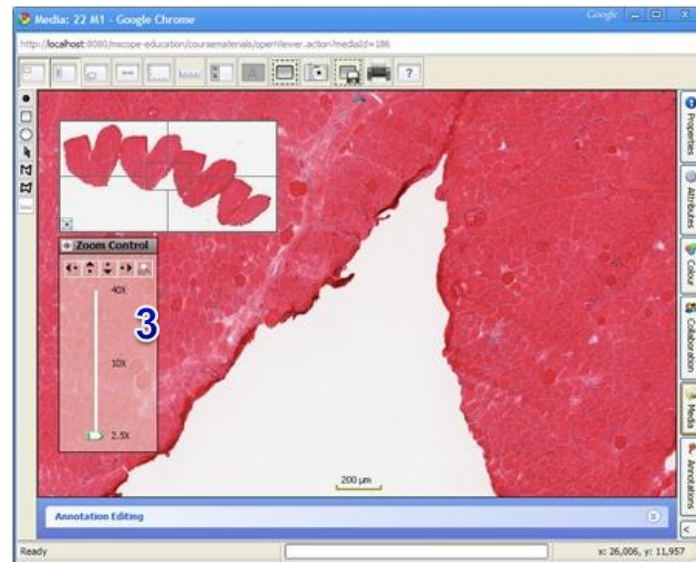 Media: 22 M1 - Google Chrome
Google
http://localhost:8080/mscope-education/coursematerials/openViewer.action?mediaId=186
A
?
Zoom Control
40X
3
10X
2.5X
200 µm
Properties
Attributes
Colour
Collaboration
Media
Annotations
<
Annotation Editing
Ready
x: 26,006, y: 11,957